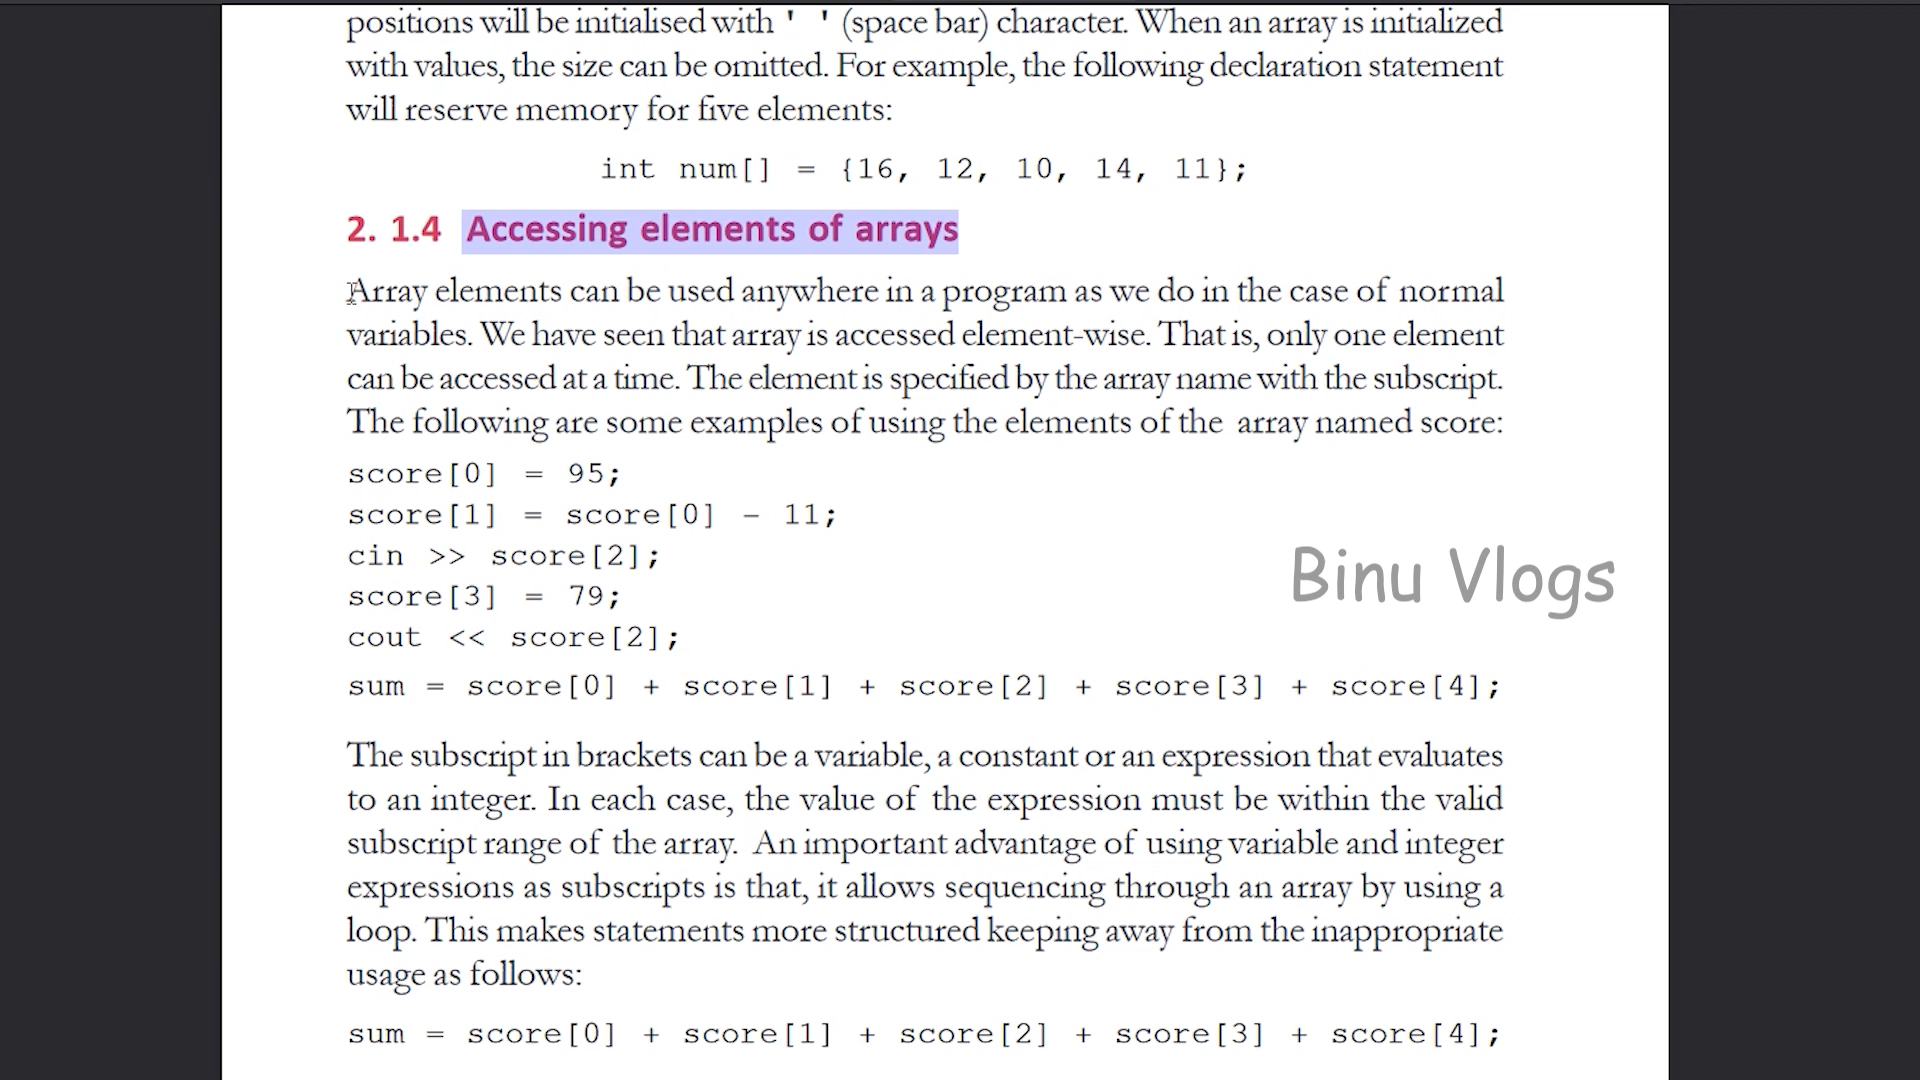 positions will be initialised with ' ' (space bar) character. When an array is initialized
with values, the size can be omitted. For example, the following declaration statement
will reserve memory for five elements:
int num[] = {16, 12, 10, 14, 11};
2. 1.4 Accessing elements of arrays
Array elements can be used anywhere in a program as we do in the case of normal
variables. We have seen that array is accessed element-wise. That is, only one element
can be accessed at a time. The element is specified by the array name with the subscript.
The following are some examples of using the elements of the array named score:
score[0] = 95;
score[1] = score[0] - 11;
cin >> score[2];
score[3] = 79;
cout << score[2];
sum = score[0] + score[1] + score[2] + score[3] + score[4];
Binu Vlogs
The subscript in brackets can be a variable, a constant or an expression that evaluates
to an integer. In each case, the value of the expression must be within the valid
subscript range of the array. An important advantage of using variable and integer
expressions as subscripts is that, it allows sequencing through an array by using a
loop. This makes statements more structured keeping away from the inappropriate
usage as follows:
sum = score[0] + score[1] + score[2] + score[3] + score[4];